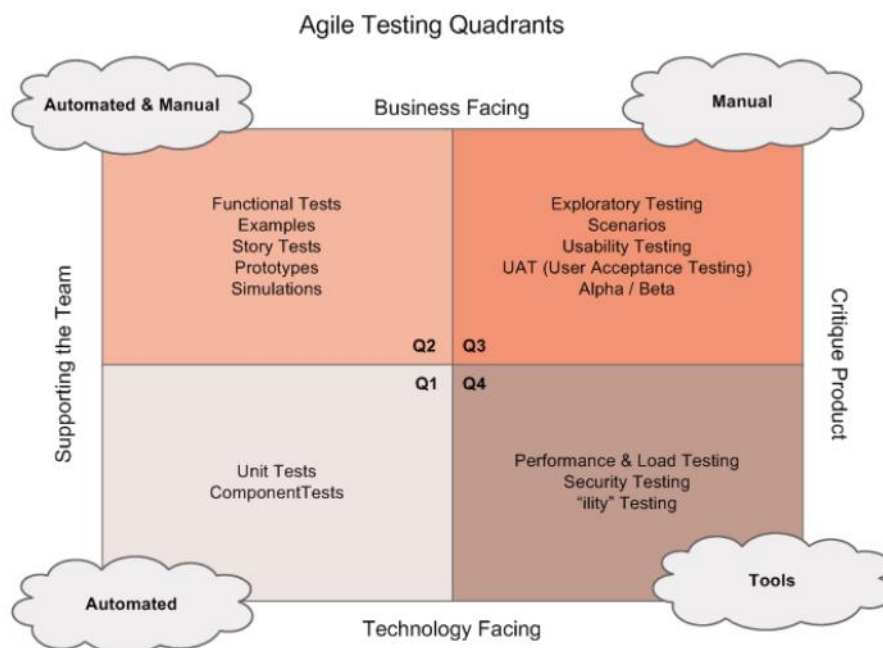 Agile Testing Quadrants
Automated & Manual
Business Facing
Manual
Functional Tests
Examples
Story Tests
Prototypes
Simulations
Exploratory Testing
Scenarios
Usability Testing
UAT (User Acceptance Testing)
Alpha / Beta
Supporting the Team
Critique Product
Q2
Q3
Q1
Q4
Unit Tests
ComponentTests
Performance & Load Testing
Security Testing
“ility” Testing
Automated
Tools
Technology Facing